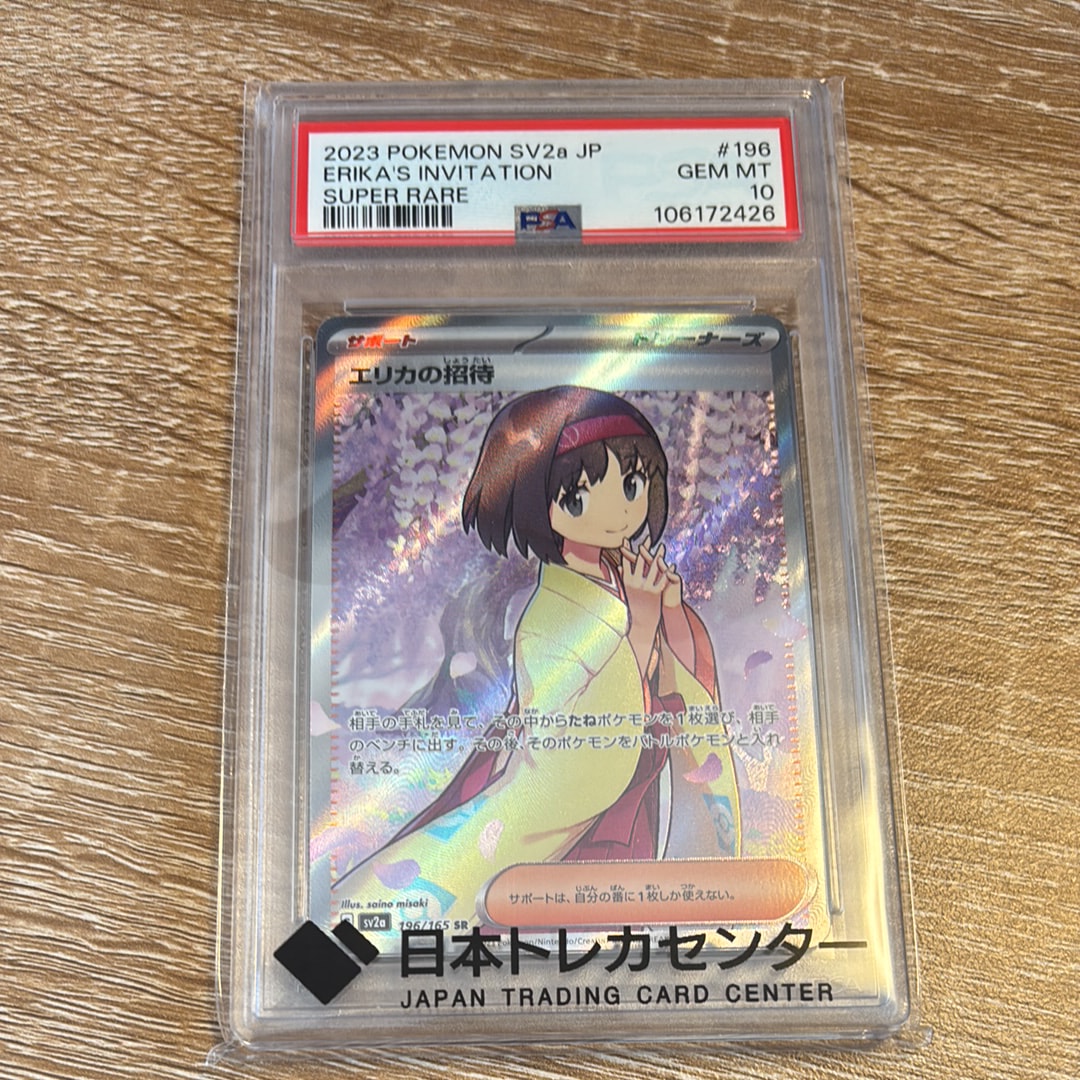 2023 POKEMON SV2a JP #196
ERIKA'S INVITATION GEM MT
SUPER RARE 10
PSA 106172426
サポート トレーナーズ
しょうたい
エリカの招待
相手の手札を見て、その中からたねポケモンを1枚選び、相手
のベンチに出す。その後、そのポケモンをバトルポケモンと入れ
替える。
サポートは、自分の番に1枚しか使えない。
Illus. saino misaki
sv2a 196/165 SR
日本トレカセンター
JAPAN TRADING CARD CENTER